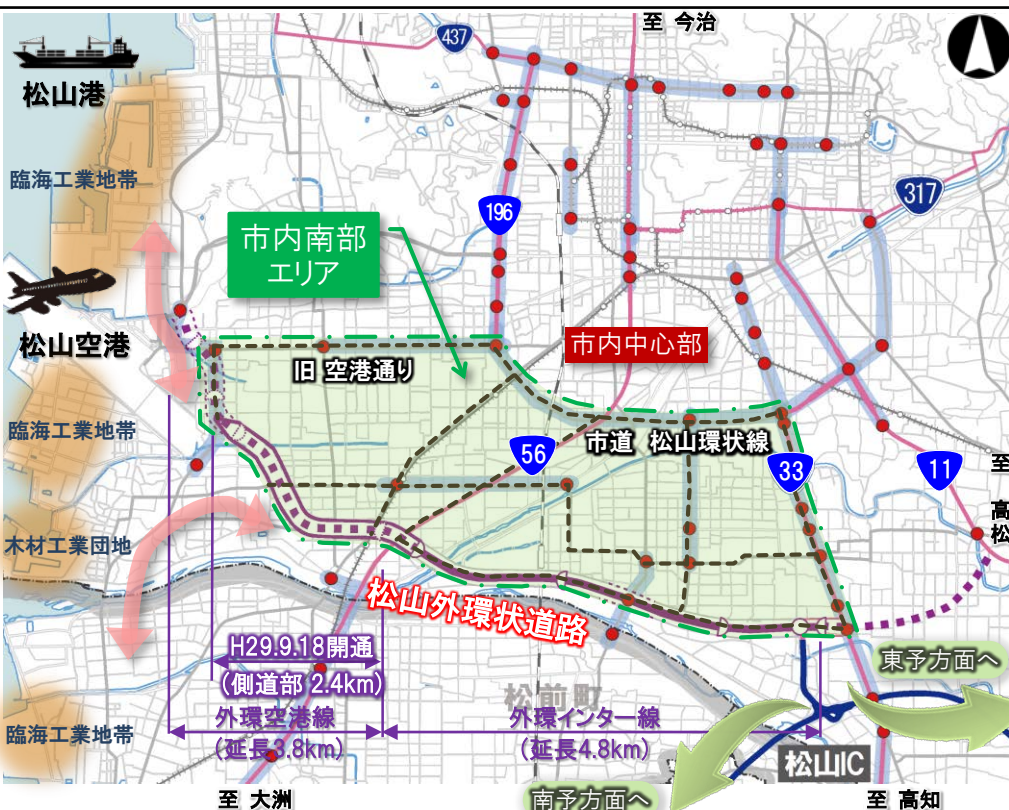 至 今治
437
松山港
臨海工業地帯
317
196
市内南部
エリア
松山空港
市内中心部
旧 空港通り
臨海工業地帯
市道 松山環状線
56
33
11
至
高
松
木材工業団地
松山外環状道路
H29.9.18開通
(側道部 2.4km)
東予方面へ
松前町
外環空港線
(延長3.8km)
外環インター線
(延長4.8km)
臨海工業地帯
松山IC
至 大洲
南予方面へ
至 高知